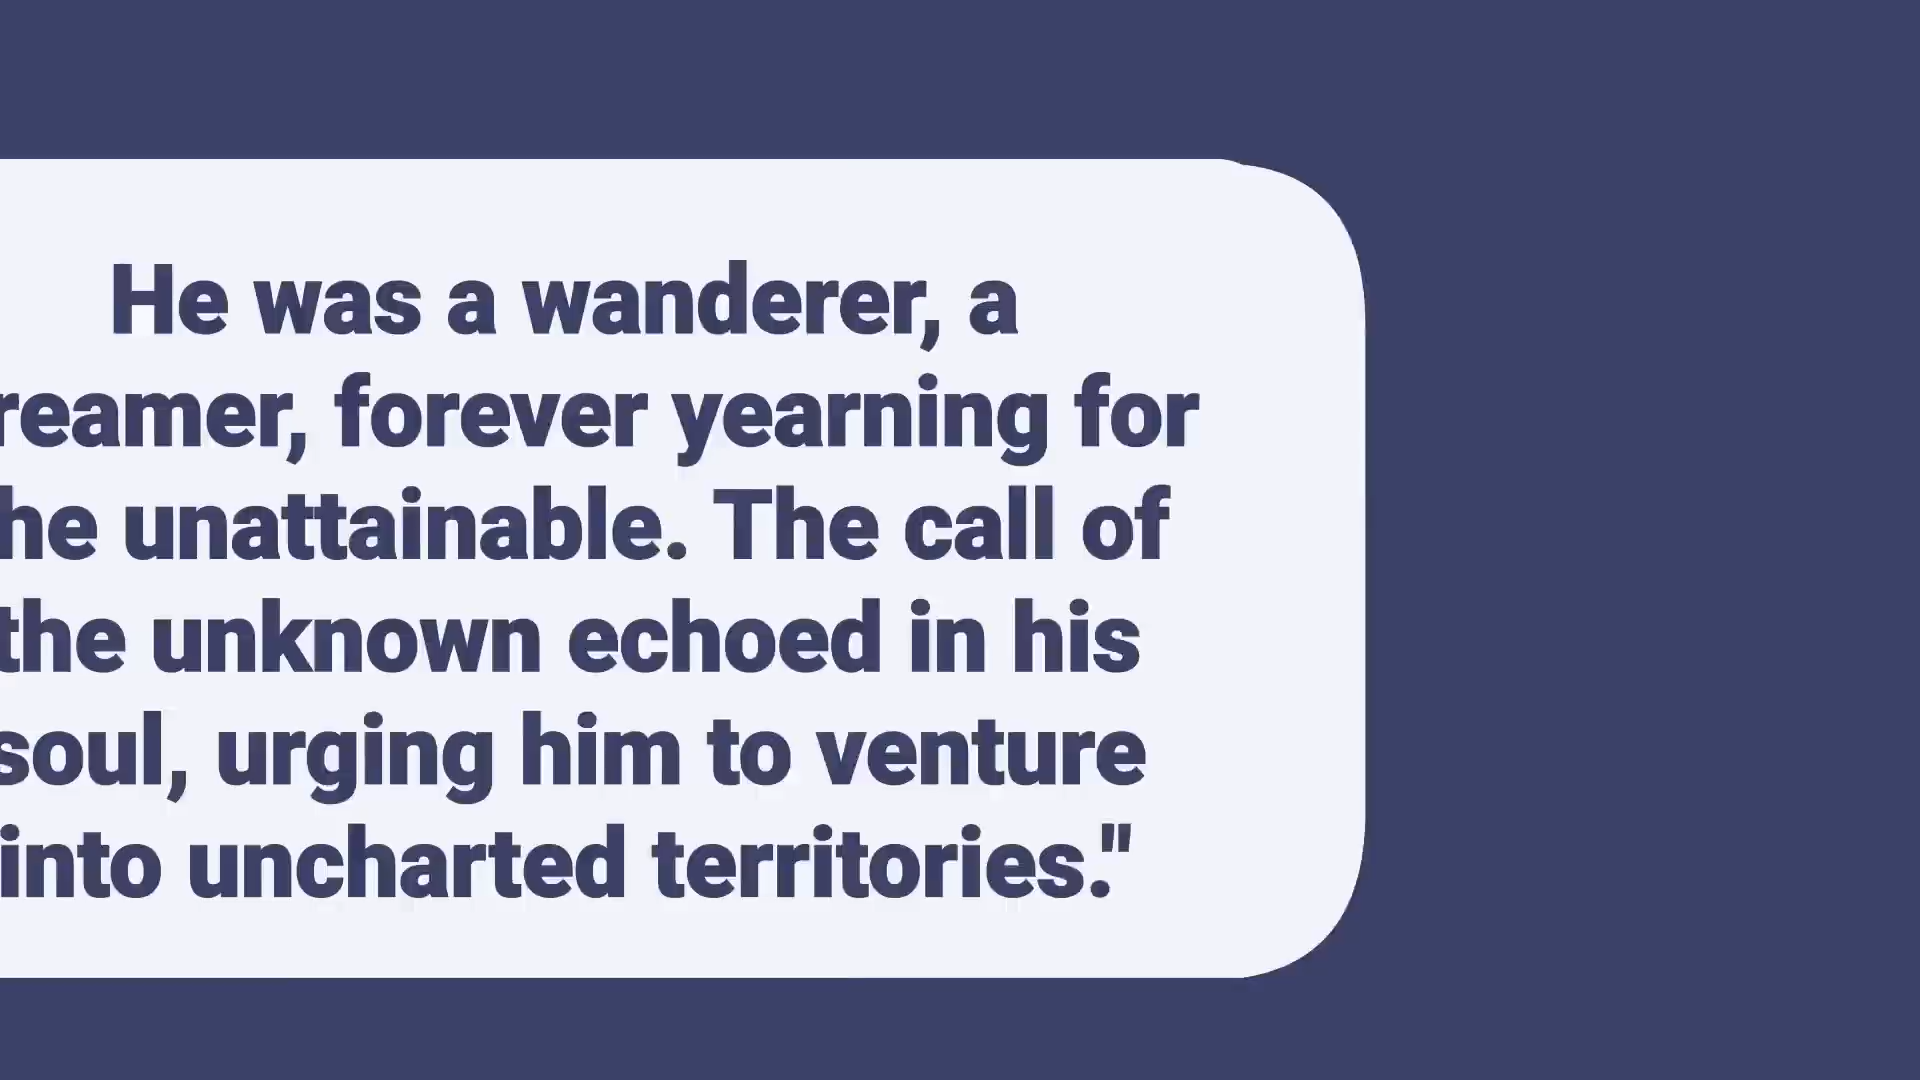 He was a wanderer, a
reamer, forever yearning for
he unattainable. The call of
the unknown echoed in his
soul, urging him to venture
into uncharted territories."